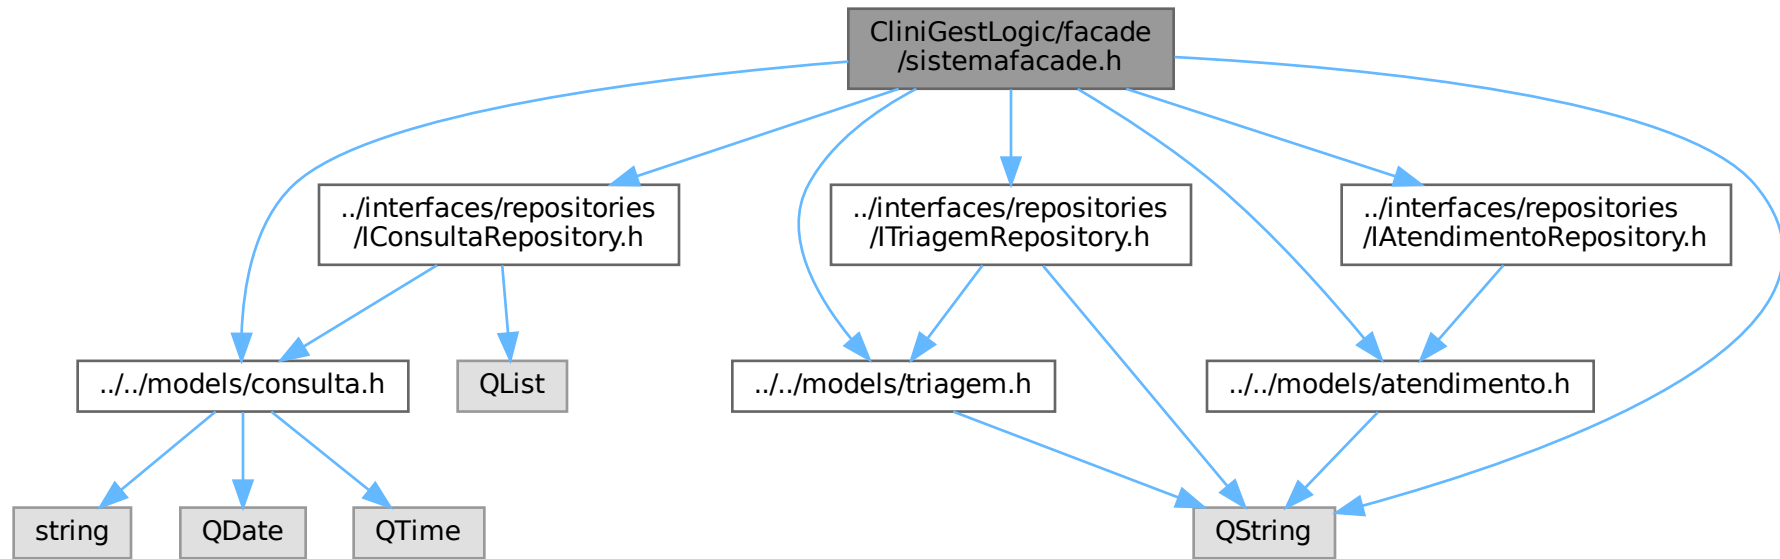 CliniGestLogic/facade
/sistemafacade.h
../interfaces/repositories
/IConsultaRepository.h
../interfaces/repositories
/ITriagemRepository.h
../interfaces/repositories
/IAtendimentoRepository.h
../../models/consulta.h
QList
../../models/triagem.h
../../models/atendimento.h
string
QDate
QTime
QString